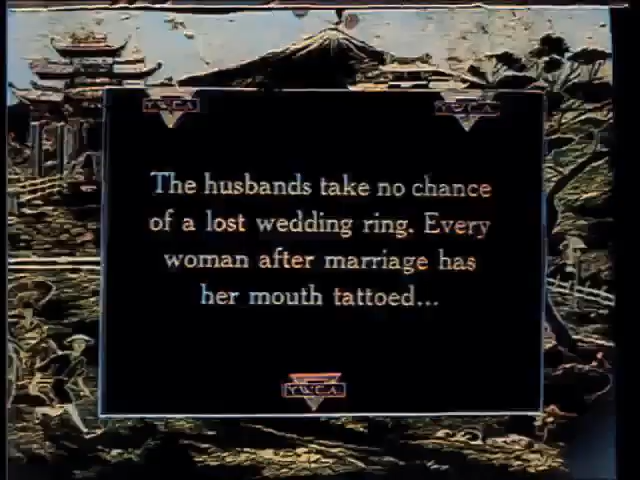 Y.W.C.A. Y.W.C.A.
The husbands take no chance
of a lost wedding ring. Every
woman after marriage has
her mouth tattoed...
Y.W.C.A.